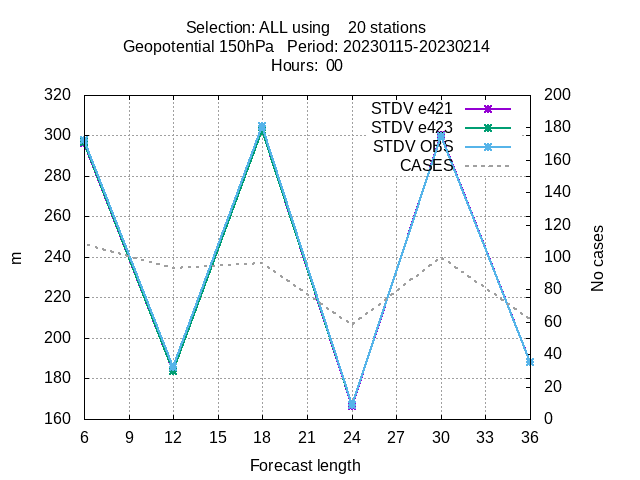 Selection: ALL using    20 stations
Geopotential 150hPa   Period: 20230115-20230214
Hours:  00
STDV e421
STDV e423
STDV OBS
CASES
320
300
280
260
240
220
200
180
160
200
180
160
140
120
100
80
60
40
20
0
m
No cases
6 9 12 15 18 21 24 27 30 33 36
Forecast length